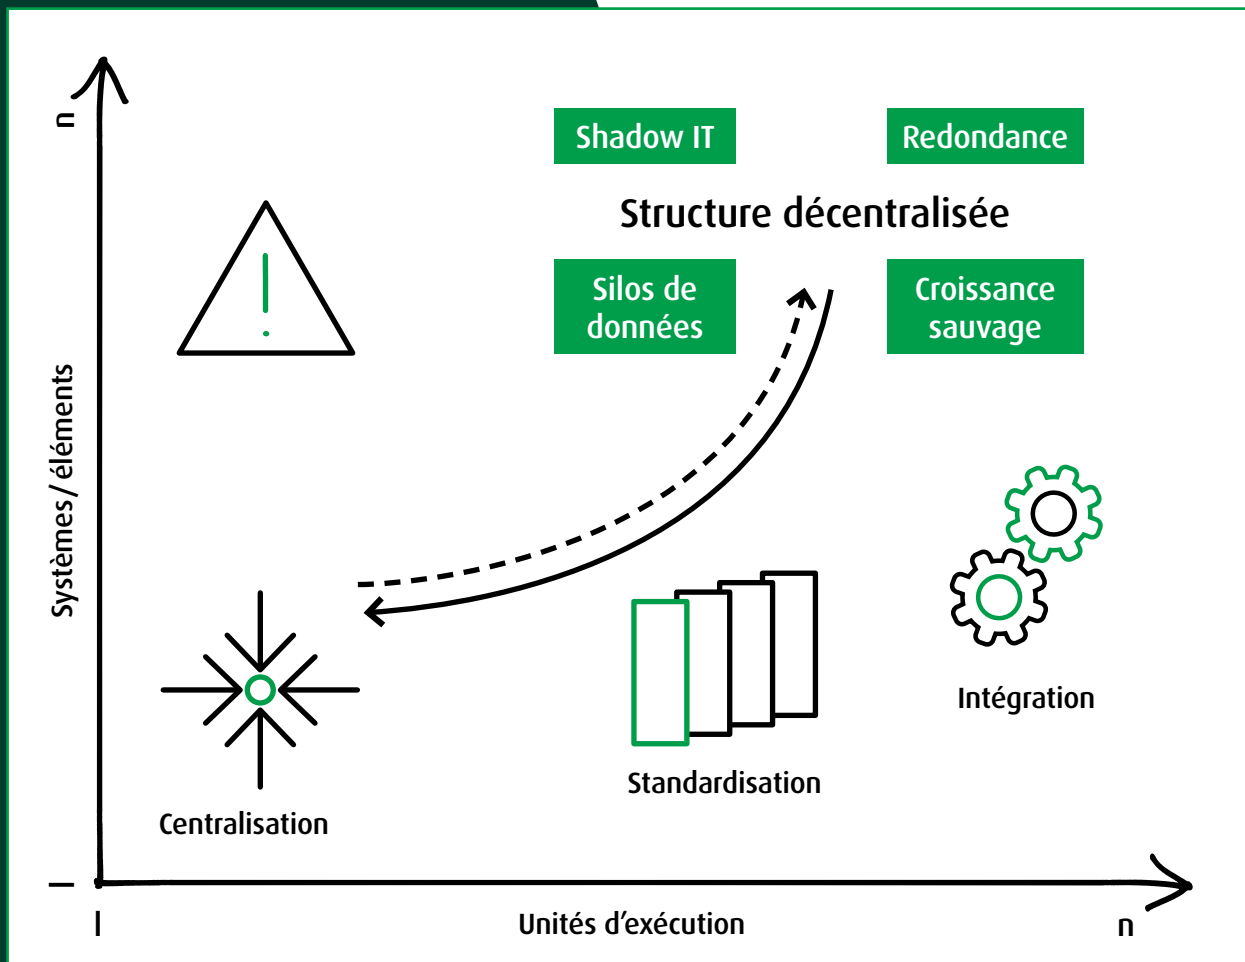 n
Shadow IT
Redondance
Structure décentralisée
Silos de
données
Croissance
sauvage
Systèmes / éléments
Intégration
Standardisation
Centralisation
I
I
Unités d'exécution
n